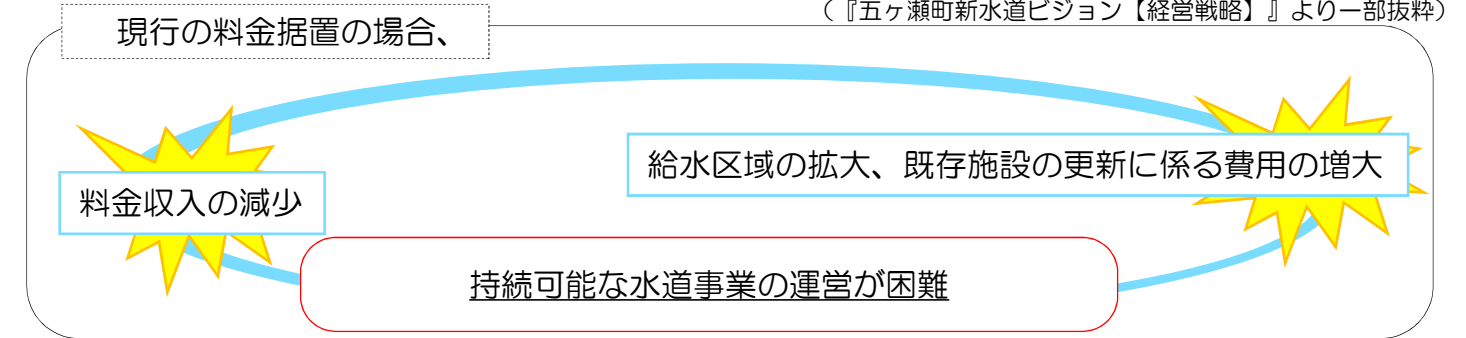 （『五ヶ瀬町新水道ビジョン【経営戦略】』より一部抜粋）
現行の料金据置の場合、
給水区域の拡大、既存施設の更新に係る費用の増大
料金収入の減少
持続可能な水道事業の運営が困難